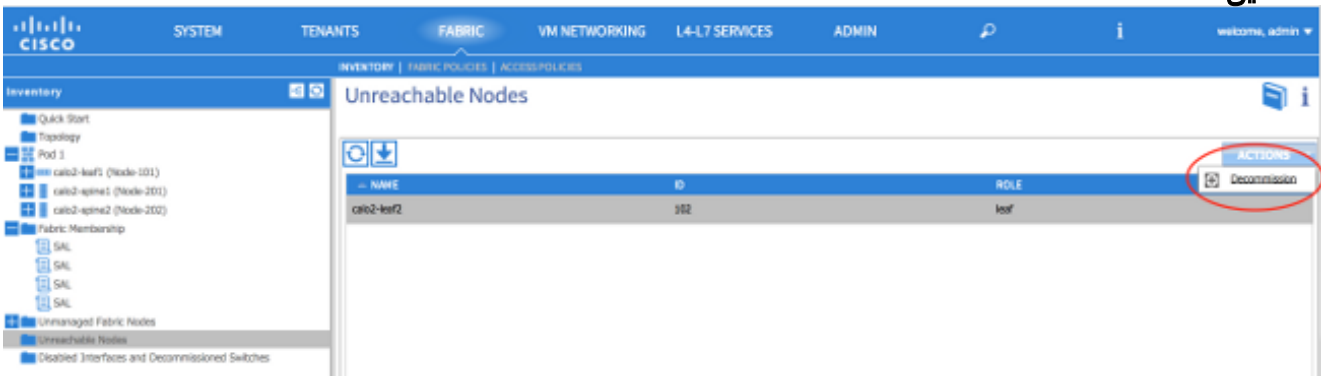 CISCO
SYSTEM TENANTS FABRIC VM NETWORKING L4-L7 SERVICES ADMIN i welcome, admin
INVENTORY | FABRIC POLICIES | ACCESS POLICIES
Inventory
Unreachable Nodes
i
Quick Start
Topology
Pod 1
calo2-leaf1 (Node-101)
calo2-spine1 (Node-201)
calo2-spine2 (Node-202)
Fabric Membership
SAL
SAL
SAL
SAL
Unmanaged Fabric Nodes
Unreachable Nodes
Disabled Interfaces and Decommissioned Switches
ACTIONS
Decommission
NAME ID ROLE
calo2-leaf2 102 leaf